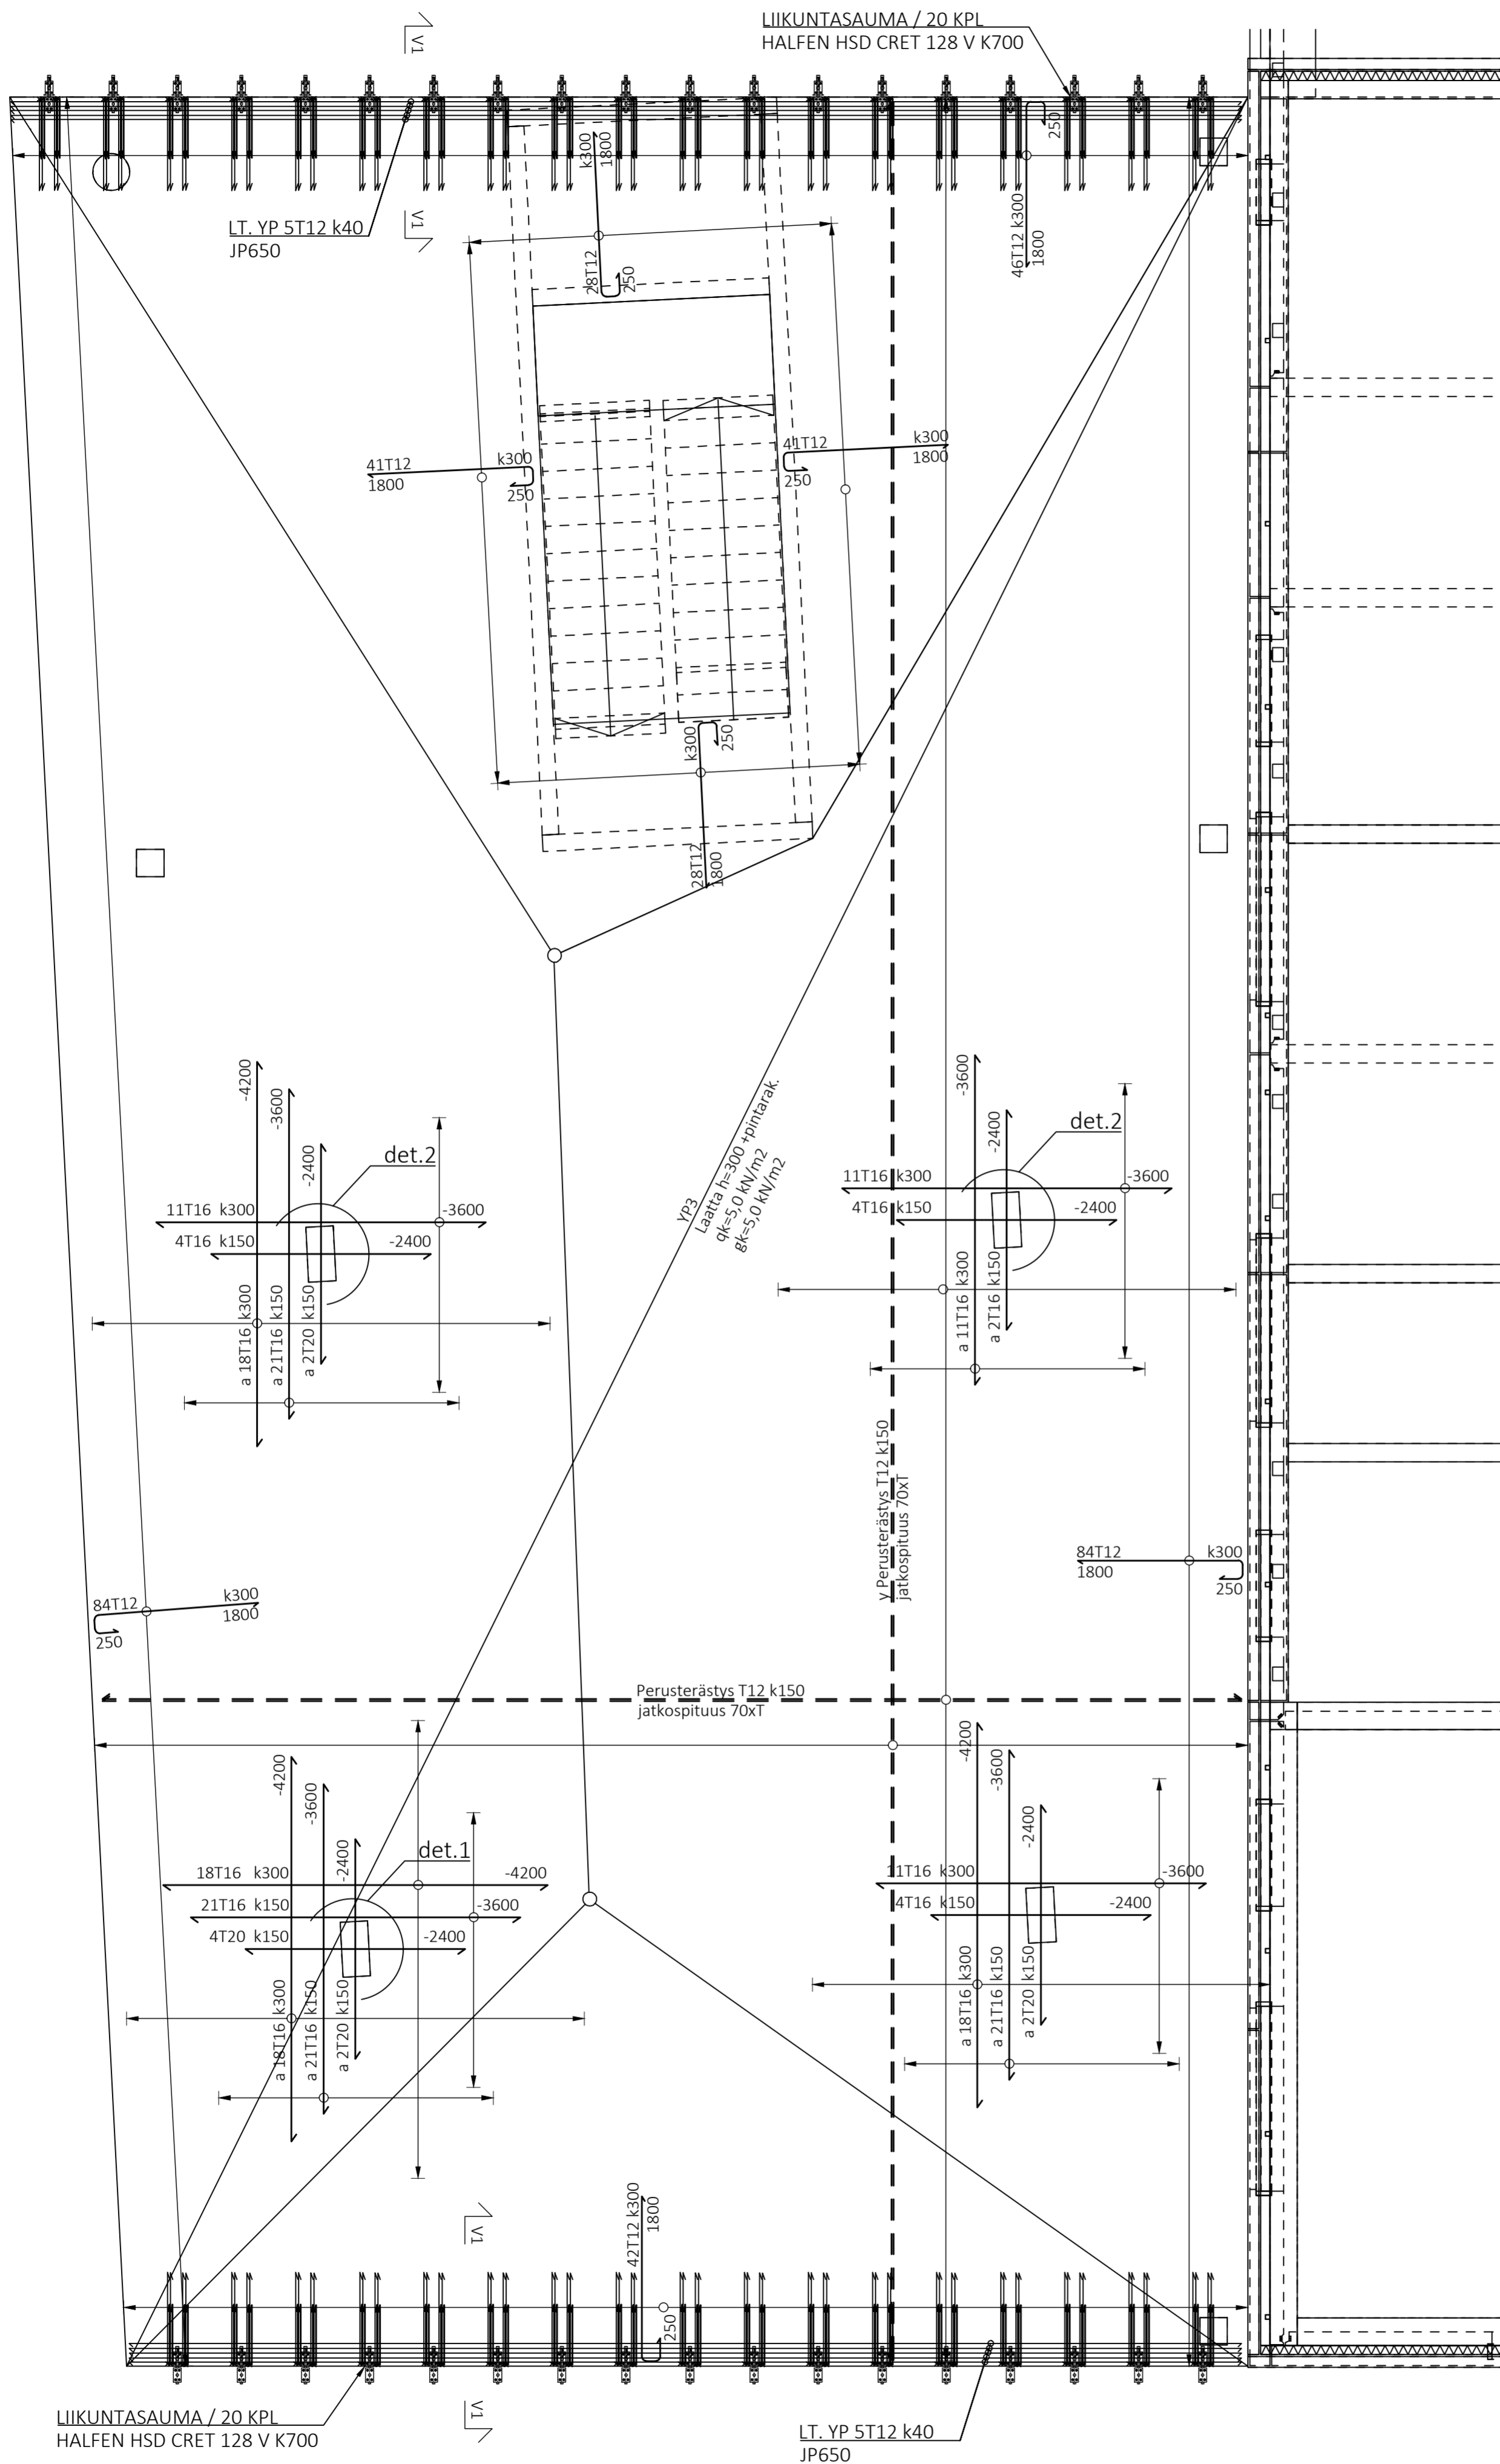 LIIKUNTASAUMA / 20 KPL
HALFEN HSD CRET 128 V K700
V1
V1
LT. YP 5T12 k40
JP650
k300
1800
28T12
250
250
46T12 k300
1800
41T12
k300
1800
250
41T12
k300
1800
250
k300
250
28T12
1800
-4200
-3600
-2400
det.2
11T16 k300
-3600
4T16 k150
-2400
a 18T16 k300
a 21T16 k150
a 2T20 k150
YP3
Laatta h=300 +pintarak.
qk=5,0 kN/m2
gk=5,0 kN/m2
-3600
-2400
det.2
11T16 k300
-3600
4T16 k150
-2400
a 11T16 k300
a 2T16 k150
y Perusterästys T12 k150
jatkospituus 70xT
84T12
k300
1800
250
84T12
k300
1800
250
Perusterästys T12 k150
jatkospituus 70xT
-4200
-3600
-2400
det.1
18T16 k300
-4200
21T16 k150
-3600
4T20 k150
-2400
a 18T16 k300
a 21T16 k150
a 2T20 k150
-4200
-3600
-2400
11T16 k300
-3600
4T16 k150
-2400
a 18T16 k300
a 21T16 k150
a 2T20 k150
V1
42T12 k300
1800
250
V1
LIIKUNTASAUMA / 20 KPL
HALFEN HSD CRET 128 V K700
LT. YP 5T12 k40
JP650